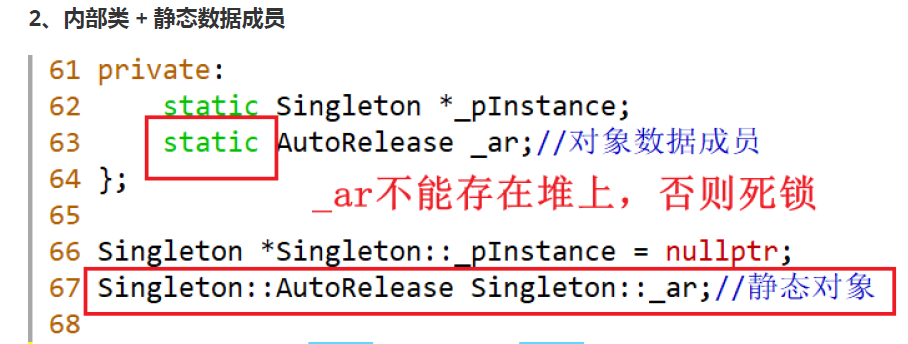 2、内部类 + 静态数据成员
61 private:
62     static Singleton *_pInstance;
63     static AutoRelease _ar;//对象数据成员
64 };
_ar不能存在堆上，否则死锁
65
66 Singleton *Singleton::_pInstance = nullptr;
67 Singleton::AutoRelease Singleton::_ar;//静态对象
68